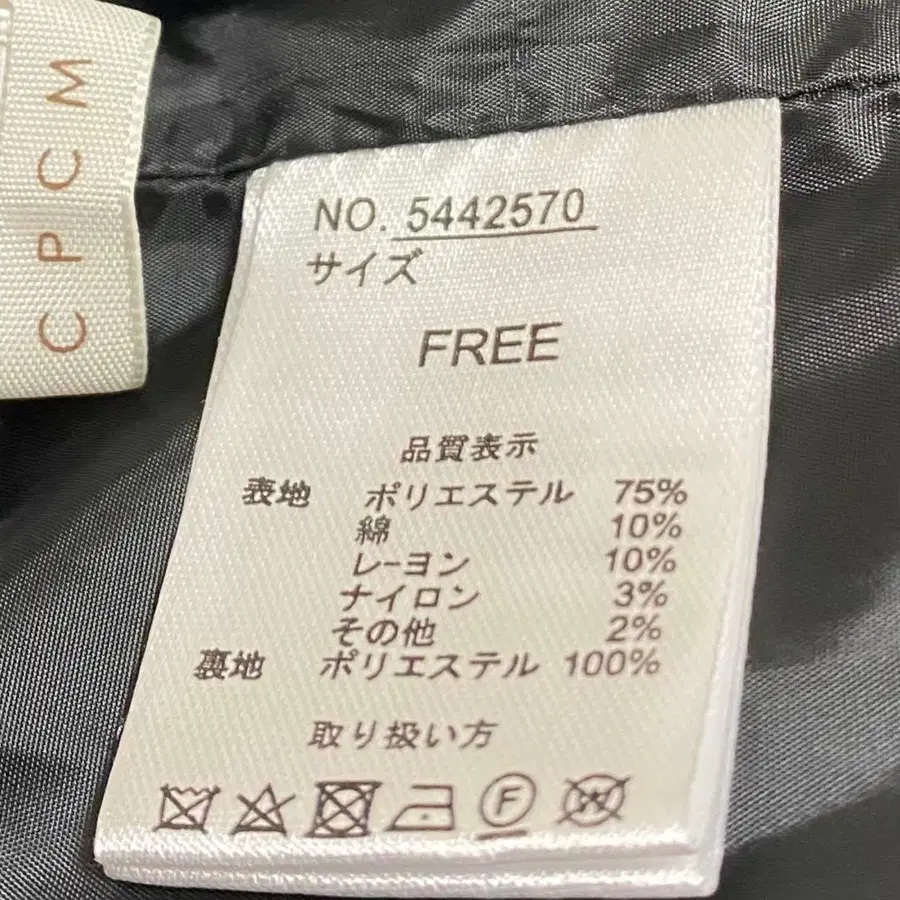 CPCM
NO. 5442570
サイズ
FREE
品質表示
表地 ポリエステル 75%
綿 10%
レーヨン 10%
ナイロン 3%
その他 2%
裏地 ポリエステル 100%
取り扱い方
F W